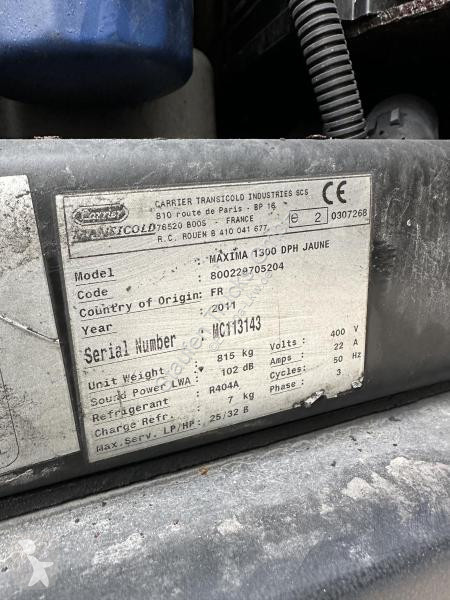 Carrier
TRANSICOLD
CARRIER TRANSICOLD INDUSTRIES SCS
810 route de Paris - BP 16
76520 BOOS - FRANCE
R.C. ROUEN B 410 041 677
CE
e 2 0307268
Model : MAXIMA 1300 DPH JAUNE
Code : 800229705204
Country of Origin: FR
Year : 2011
Serial Number : MC113143
Unit Weight : 815 kg Volts : 400 V
Sound Power LWA : 102 dB Amps : 22 A
Refrigerant : R404A Cycles: 50 Hz
Charge Refr. : 7 kg Phase : 3
Max.Serv. LP/HP: 25/32 B